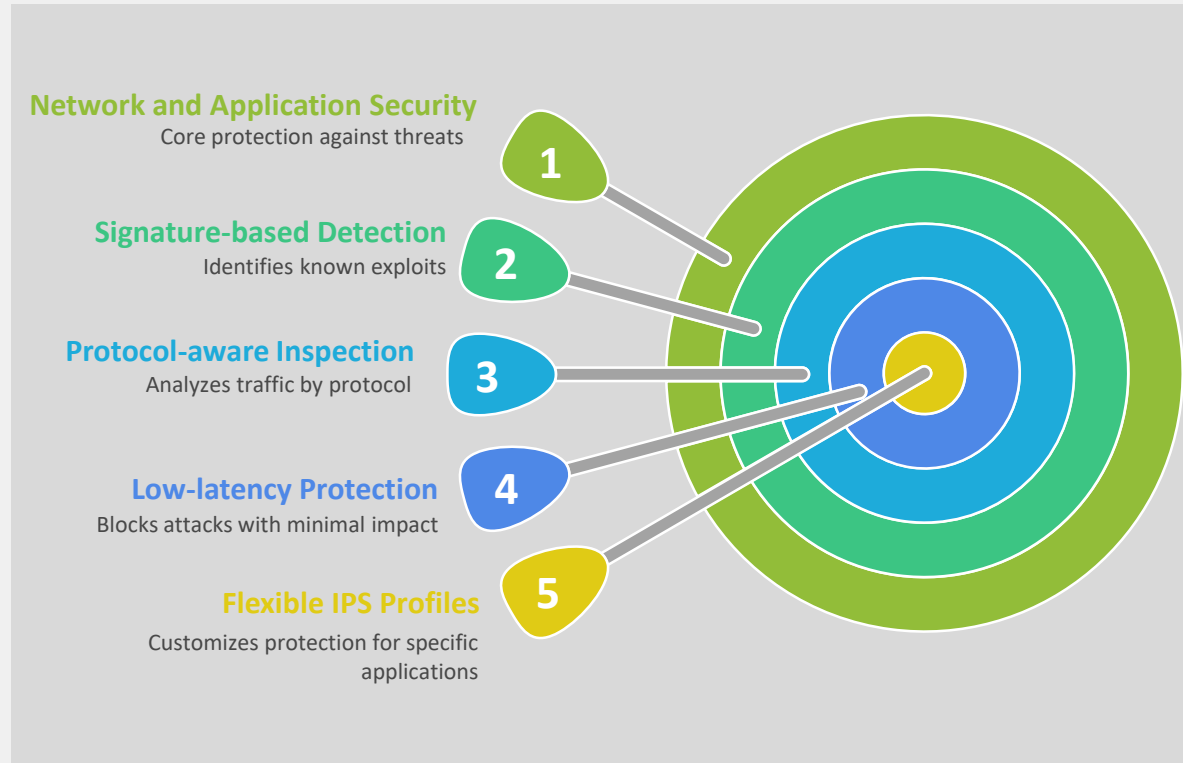 Network and Application Security
Core protection against threats
1
Signature-based Detection
Identifies known exploits
2
Protocol-aware Inspection
Analyzes traffic by protocol
3
Low-latency Protection
Blocks attacks with minimal impact
4
Flexible IPS Profiles
Customizes protection for specific
applications
5